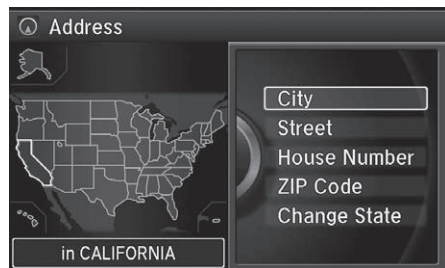 Address
City
Street
House Number
ZIP Code
Change State
in CALIFORNIA